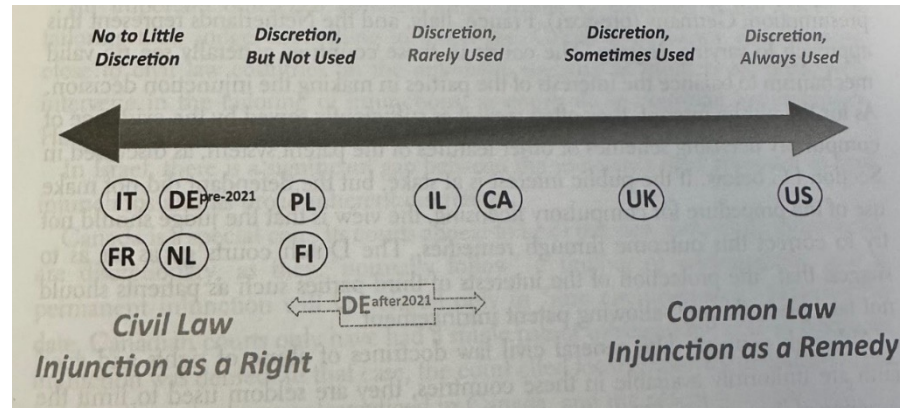 No to Little
Discretion
Discretion,
But Not Used
Discretion,
Rarely Used
Discretion,
Sometimes Used
Discretion,
Always Used
IT DEpre-2021 PL IL CA UK US
FR NL FI
DEafter2021
Civil Law
Injunction as a Right
Common Law
Injunction as a Remedy